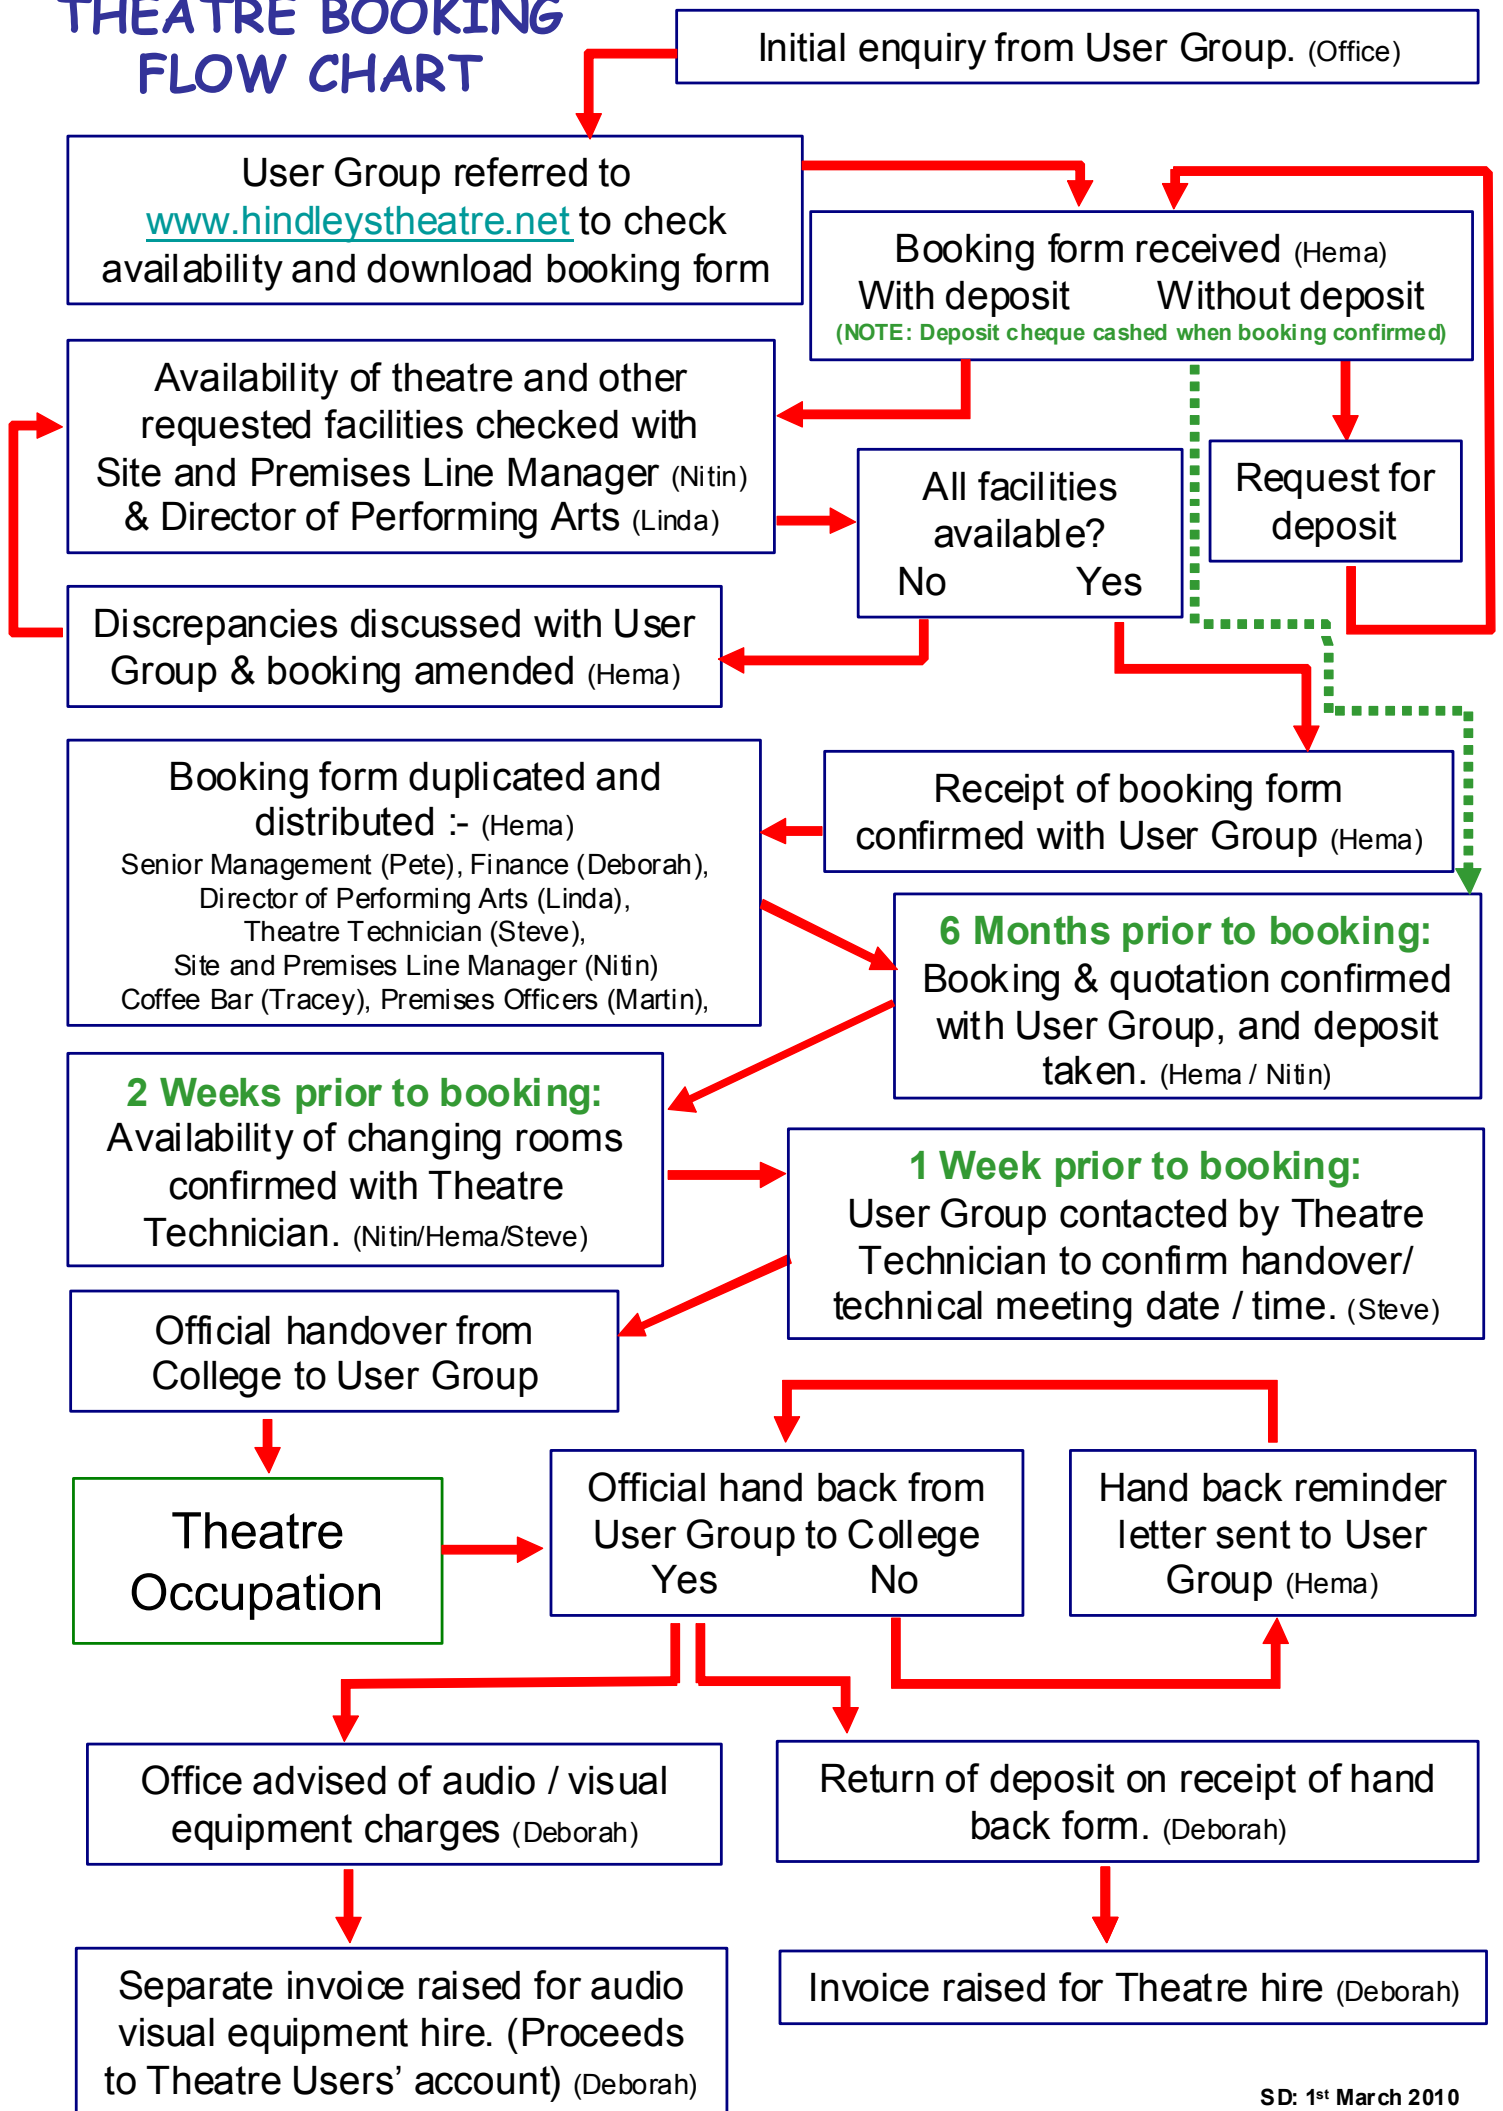 THEATRE BOOKING
FLOW CHART
Initial enquiry from User Group. (Office)
User Group referred to
www.hindleystheatre.net to check
availability and download booking form
Booking form received (Hema)
With deposit Without deposit
(NOTE: Deposit cheque cashed when booking confirmed)
Availability of theatre and other
requested facilities checked with
Site and Premises Line Manager (Nitin)
& Director of Performing Arts (Linda)
All facilities
available?
No Yes
Request for
deposit
Discrepancies discussed with User
Group & booking amended (Hema)
Receipt of booking form
confirmed with User Group (Hema)
Booking form duplicated and
distributed :- (Hema)
Senior Management (Pete), Finance (Deborah),
Director of Performing Arts (Linda),
Theatre Technician (Steve),
Site and Premises Line Manager (Nitin)
Coffee Bar (Tracey), Premises Officers (Martin),
6 Months prior to booking:
Booking & quotation confirmed
with User Group, and deposit
taken. (Hema / Nitin)
2 Weeks prior to booking:
Availability of changing rooms
confirmed with Theatre
Technician. (Nitin/Hema/Steve)
1 Week prior to booking:
User Group contacted by Theatre
Technician to confirm handover/
technical meeting date / time. (Steve)
Official handover from
College to User Group
Theatre
Occupation
Official hand back from
User Group to College
Yes No
Hand back reminder
letter sent to User
Group (Hema)
Office advised of audio / visual
equipment charges (Deborah)
Return of deposit on receipt of hand
back form. (Deborah)
Separate invoice raised for audio
visual equipment hire. (Proceeds
to Theatre Users’ account) (Deborah)
Invoice raised for Theatre hire (Deborah)
SD: 1st March 2010